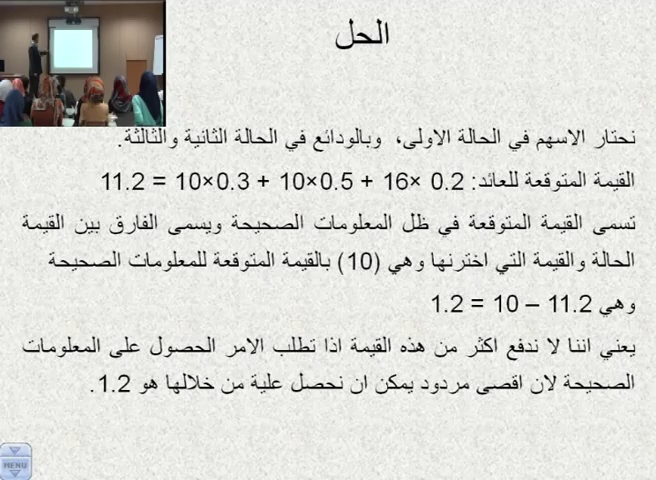 الحل
نحتار الاسهم في الحالة الاولى، وبالودائع في الحالة الثانية والثالثة.
القيمة المتوقعة للعائد: 0.2 ×16 + 0.5×10 + 0.3×10 = 11.2
تسمى القيمة المتوقعة في ظل المعلومات الصحيحة ويسمى الفارق بين القيمة
الحالة والقيمة التي اخترنها وهي (10) بالقيمة المتوقعة للمعلومات الصحيحة
وهي 11.2 – 10 = 1.2
يعني اننا لا ندفع اكثر من هذه القيمة اذا تطلب الامر الحصول على المعلومات
الصحيحة لان اقصى مردود يمكن ان نحصل علية من خلالها هو 1.2.
MENU